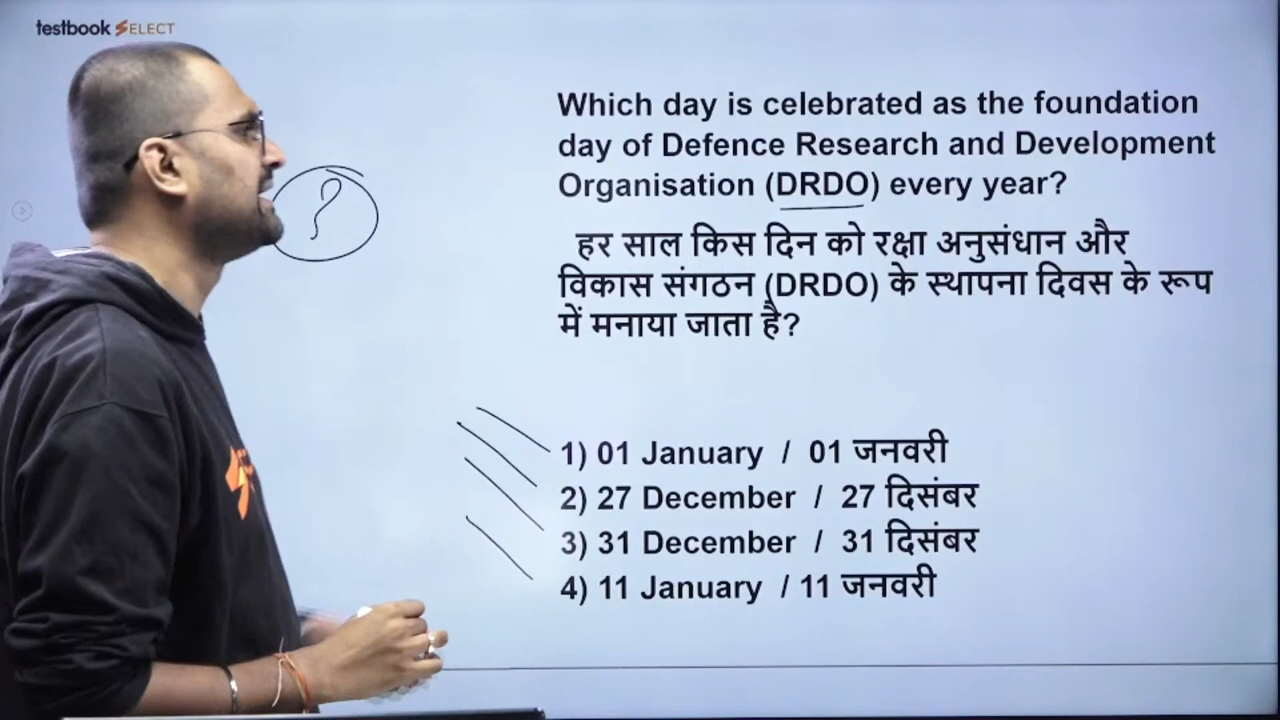 testbook SELECT
Which day is celebrated as the foundation
day of Defence Research and Development
Organisation (DRDO) every year?
हर साल किस दिन को रक्षा अनुसंधान और
विकास संगठन (DRDO) के स्थापना दिवस के रूप
में मनाया जाता है?
?
1) 01 January / 01 जनवरी
2) 27 December / 27 दिसंबर
3) 31 December / 31 दिसंबर
4) 11 January / 11 जनवरी